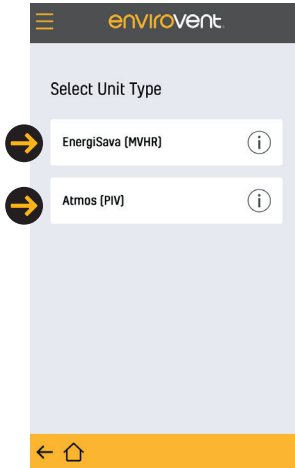 envirovent.
Select Unit Type
EnergiSava (MVHR)
Atmos (PIV)